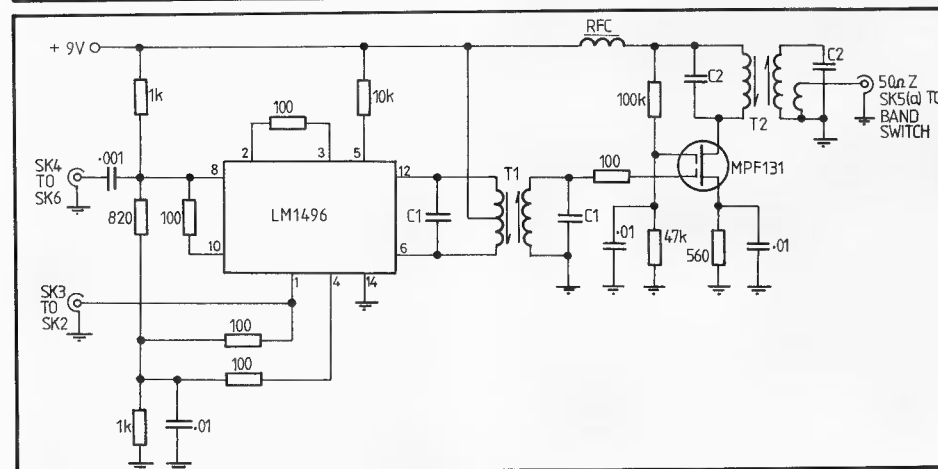 + 9V
RFC
1k
10k
100k
C2
C2
50Ω Z
SK5(a) TO
BAND
SWITCH
100
T2
2
3
5
.001
SK4
TO
SK6
8
12
T1
100
MPF131
820
100
LM1496
C1
C1
10
6
.01
47k
560
.01
1
4
14
SK3
TO
SK2
100
100
1k
.01